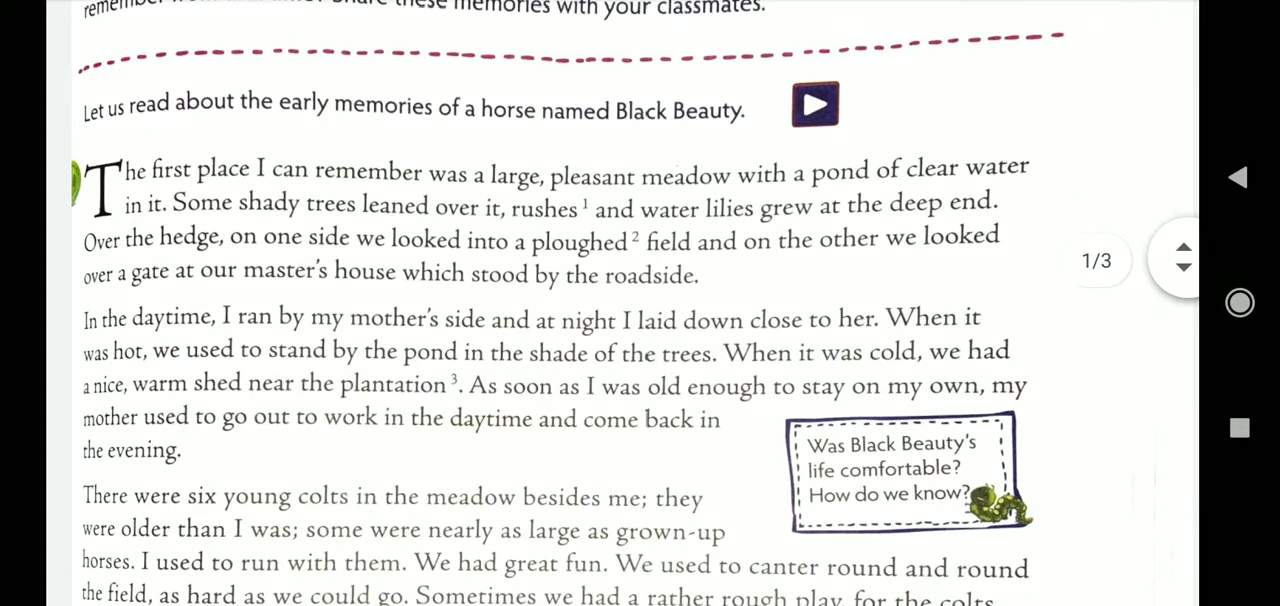 remember from that time? Share these memories with your classmates.
Let us read about the early memories of a horse named Black Beauty.
The first place I can remember was a large, pleasant meadow with a pond of clear water
in it. Some shady trees leaned over it, rushes¹ and water lilies grew at the deep end.
Over the hedge, on one side we looked into a ploughed² field and on the other we looked
over a gate at our master's house which stood by the roadside.
1/3
In the daytime, I ran by my mother's side and at night I laid down close to her. When it
was hot, we used to stand by the pond in the shade of the trees. When it was cold, we had
a nice, warm shed near the plantation³. As soon as I was old enough to stay on my own, my
mother used to go out to work in the daytime and come back in
the evening.
Was Black Beauty's
life comfortable?
How do we know?
There were six young colts in the meadow besides me; they
were older than I was; some were nearly as large as grown-up
horses. I used to run with them. We had great fun. We used to canter round and round
the field, as hard as we could go. Sometimes we had a rather rough play, for the colts